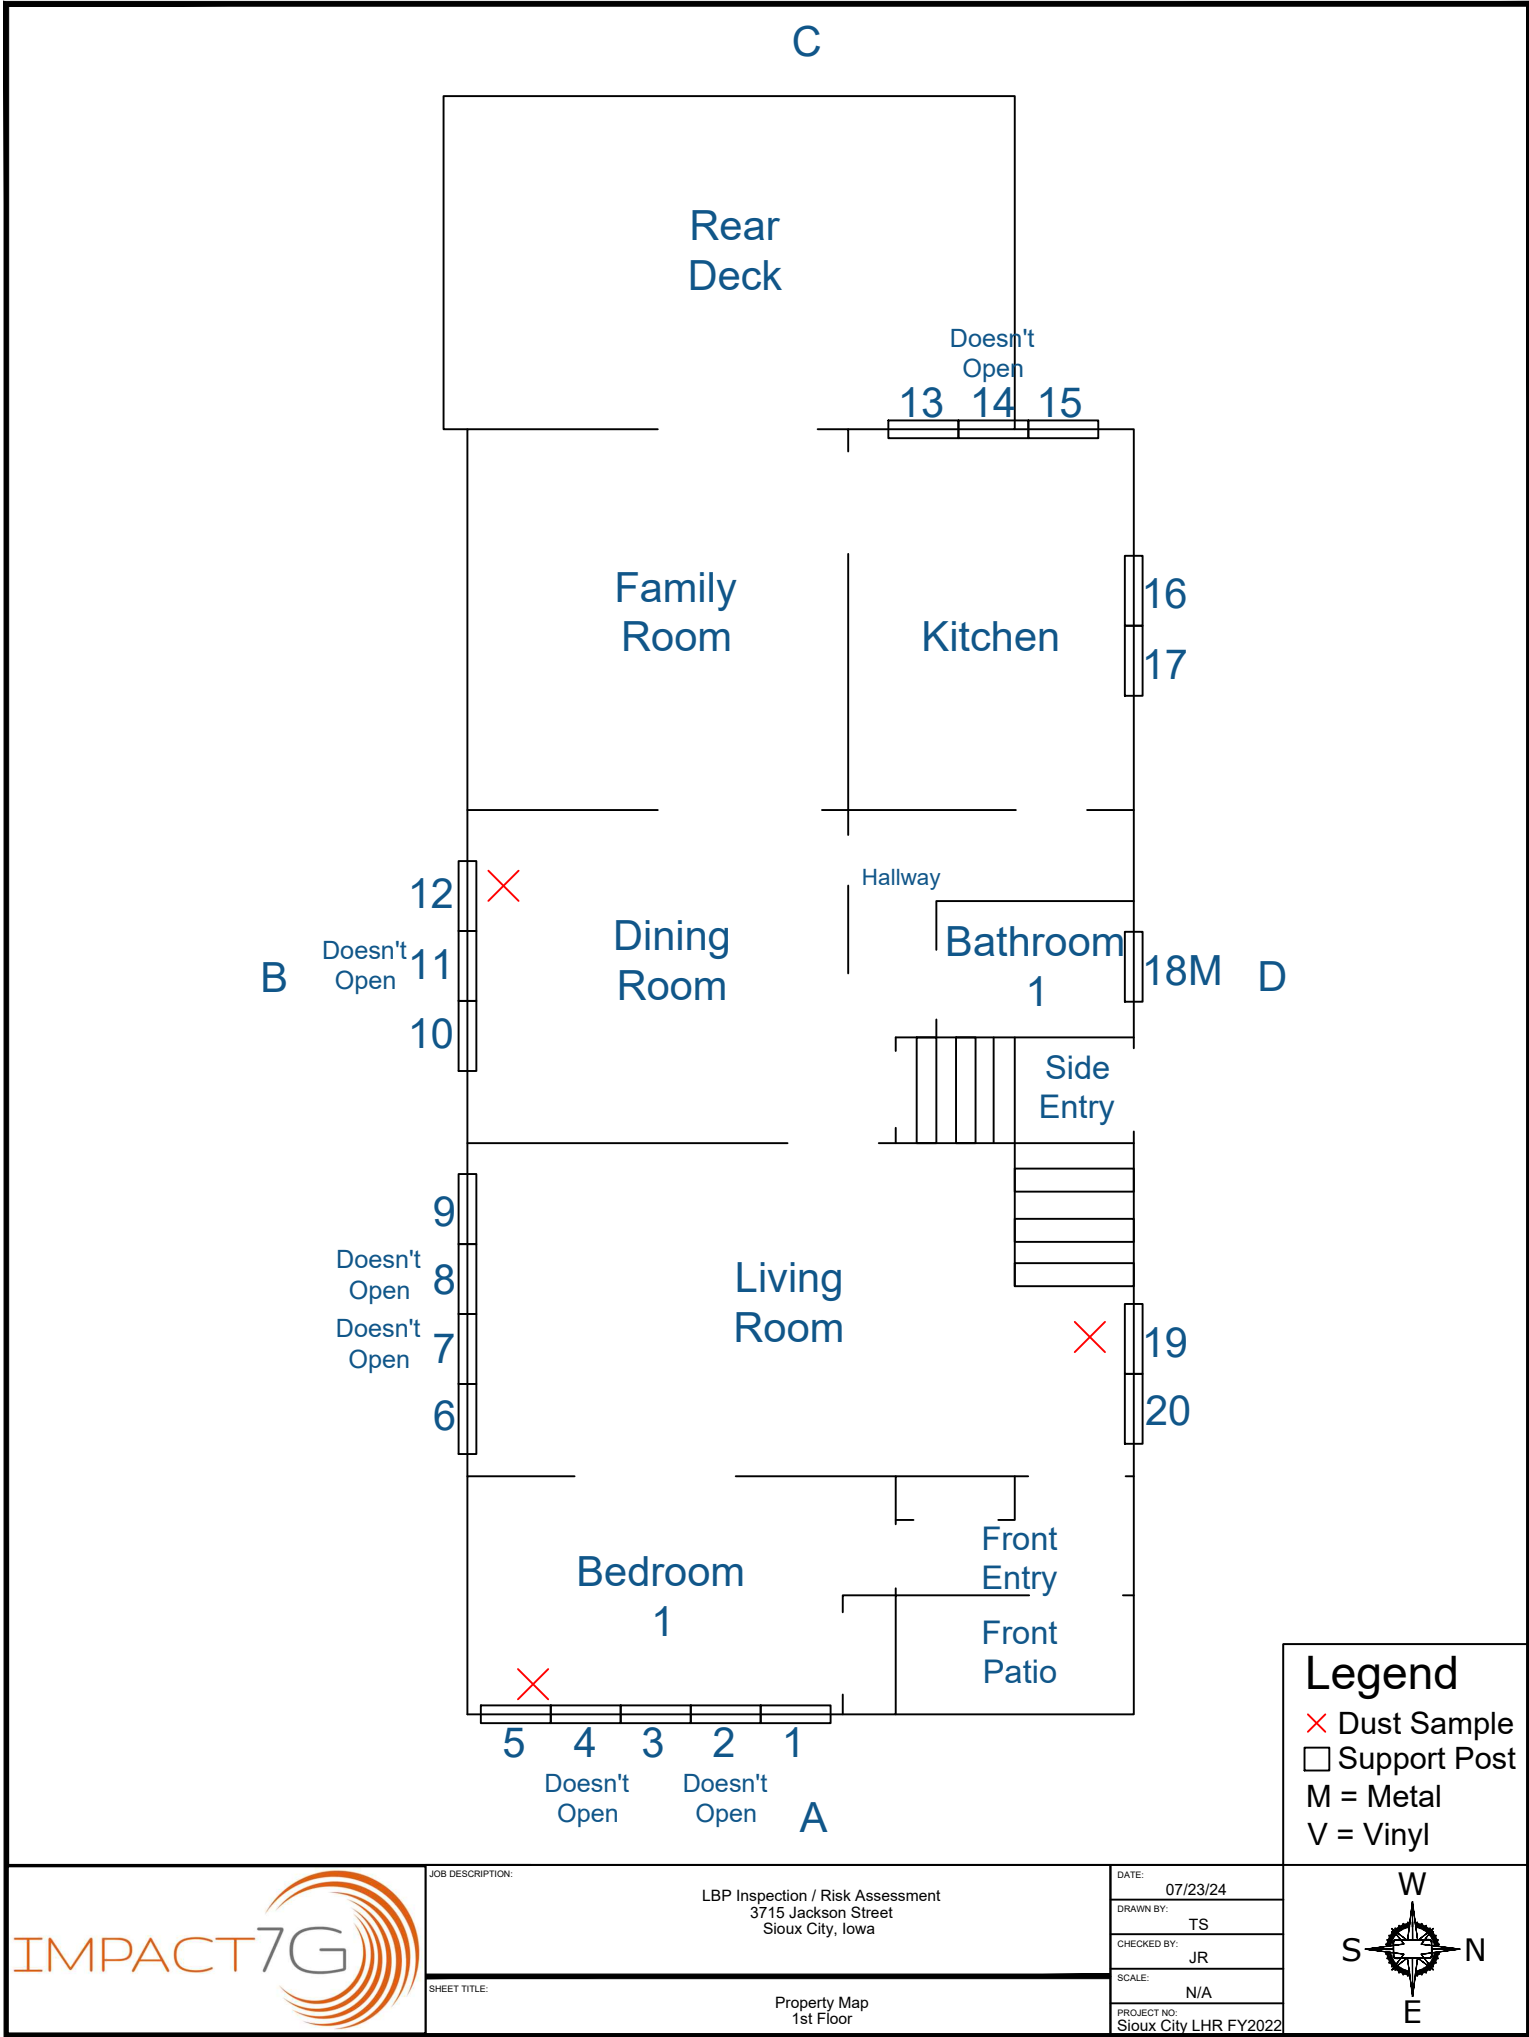 C
Rear
Deck
Doesn't
Open
13 14 15
Family
Room
Kitchen
16
17
12
Doesn't
Open
11
10
B
Dining
Room
Hallway
Bathroom
1
18M
D
Side
Entry
9
Doesn't
Open
8
Doesn't
Open
7
6
Living
Room
19
20
Bedroom
1
Front
Entry
Front
Patio
5 4 3 2 1
Doesn't
Open
Doesn't
Open
A
Legend
Dust Sample
Support Post
M = Metal
V = Vinyl
IMPACT7G
JOB DESCRIPTION:
LBP Inspection / Risk Assessment
3715 Jackson Street
Sioux City, Iowa
SHEET TITLE:
Property Map
1st Floor
DATE:
07/23/24
DRAWN BY:
TS
CHECKED BY:
JR
SCALE:
N/A
PROJECT NO:
Sioux City LHR FY2022
W
S N
E